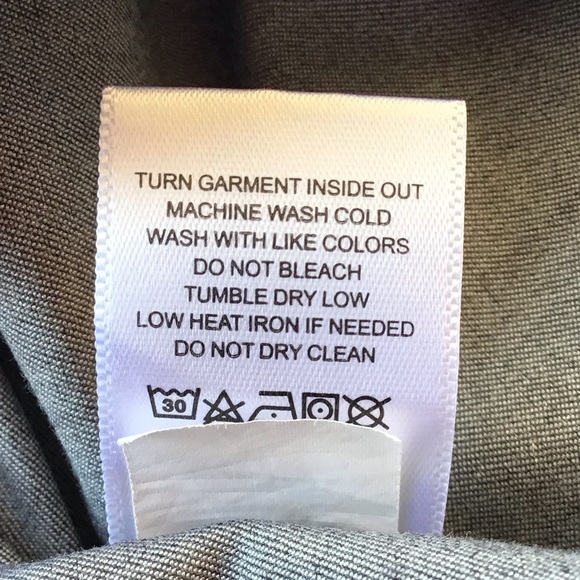 TURN GARMENT INSIDE OUT
MACHINE WASH COLD
WASH WITH LIKE COLORS
DO NOT BLEACH
TUMBLE DRY LOW
LOW HEAT IRON IF NEEDED
DO NOT DRY CLEAN
30